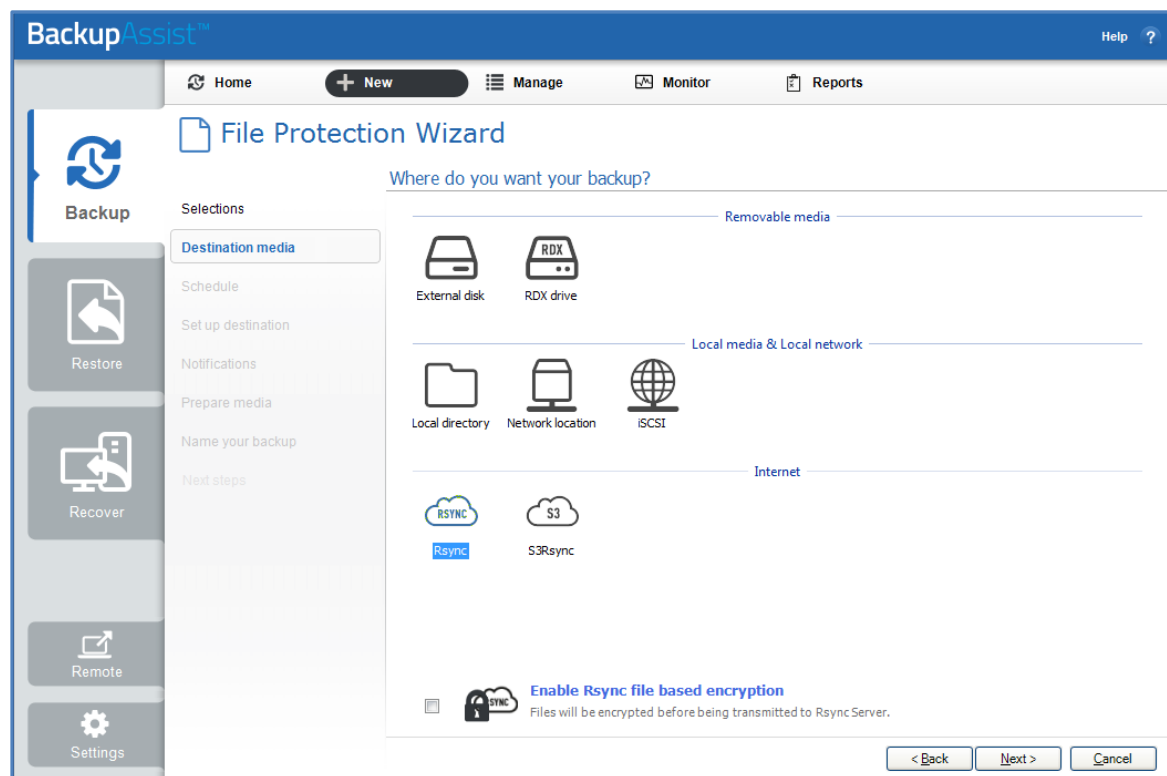 BackupAssist™
Help ?
Home New Manage Monitor Reports
File Protection Wizard
Where do you want your backup?
Backup
Restore
Recover
Remote
Settings
Selections
Destination media
Schedule
Set up destination
Notifications
Prepare media
Name your backup
Next steps
Removable media
RDX
External disk RDX drive
Local media & Local network
Local directory Network location iSCSI
Internet
RSYNC S3
Rsync S3Rsync
SYNC
Enable Rsync file based encryption
Files will be encrypted before being transmitted to Rsync Server.
< Back Next > Cancel